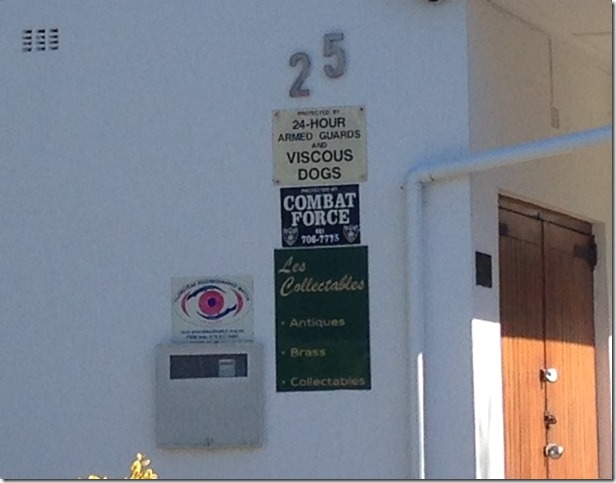 25
PROTECTED BY
24-HOUR
ARMED GUARDS
AND
VISCOUS
DOGS
PROTECTED BY
COMBAT
FORCE
706-7775
Les
Collectables
• Antiques
• Brass
• Collectables